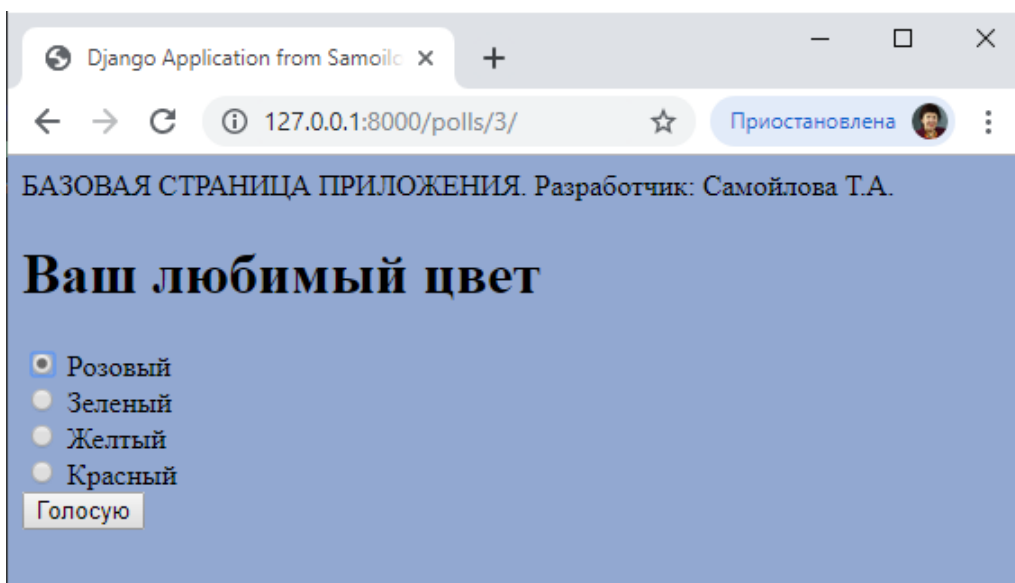 Django Application from Samoilo
127.0.0.1:8000/polls/3/
Приостановлена
БАЗОВАЯ СТРАНИЦА ПРИЛОЖЕНИЯ. Разработчик: Самойлова Т.А.
Ваш любимый цвет
Розовый
Зеленый
Желтый
Красный
Голосую